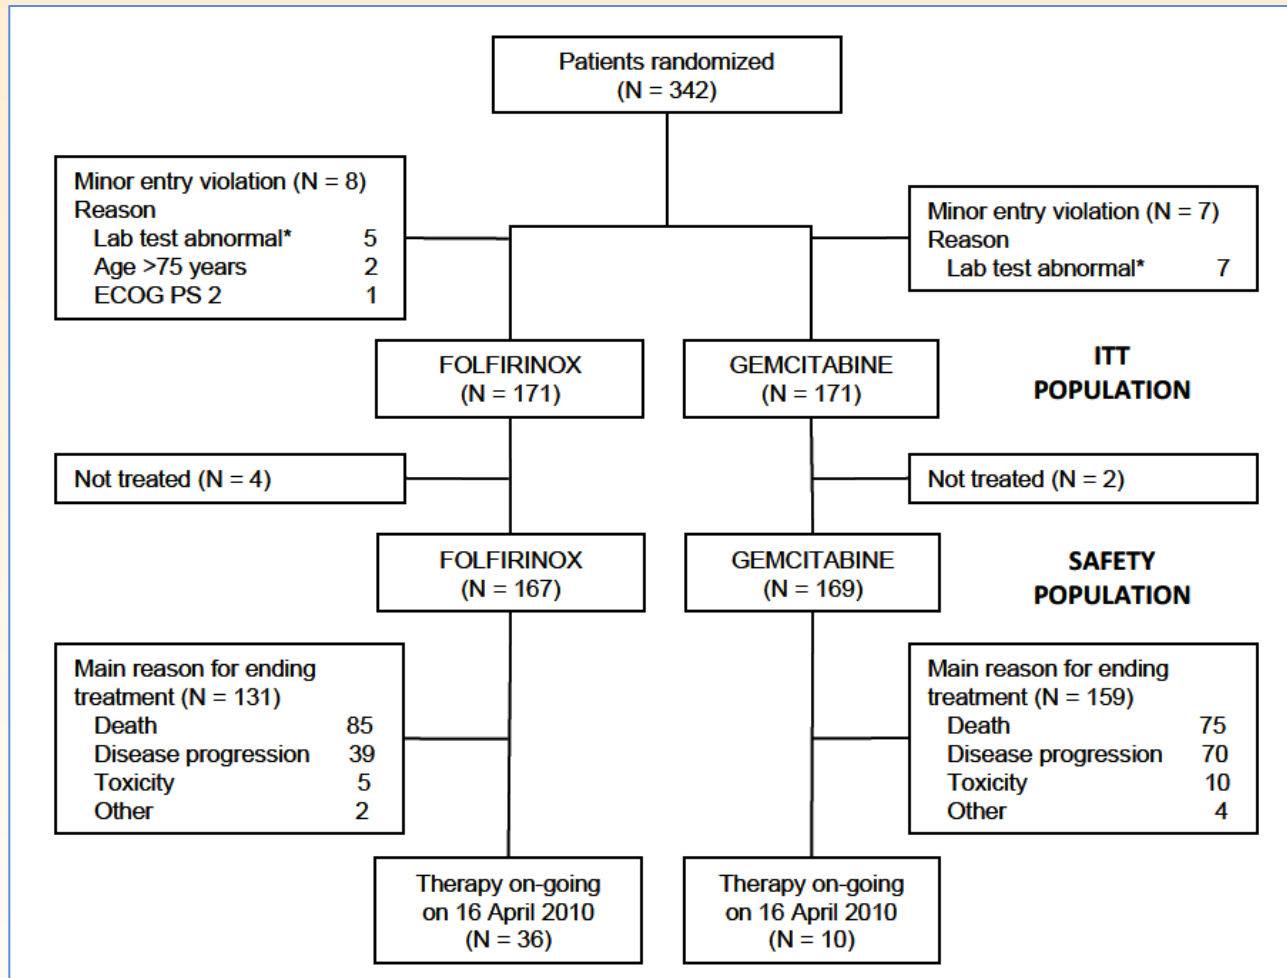 Patients randomized
(N = 342)
Minor entry violation (N = 8)
Reason
Lab test abnormal* 5
Age >75 years 2
ECOG PS 2 1
Minor entry violation (N = 7)
Reason
Lab test abnormal* 7
FOLFIRINOX
(N = 171)
GEMCITABINE
(N = 171)
ITT
POPULATION
Not treated (N = 4)
Not treated (N = 2)
FOLFIRINOX
(N = 167)
GEMCITABINE
(N = 169)
SAFETY
POPULATION
Main reason for ending
treatment (N = 131)
Death 85
Disease progression 39
Toxicity 5
Other 2
Main reason for ending
treatment (N = 159)
Death 75
Disease progression 70
Toxicity 10
Other 4
Therapy on-going
on 16 April 2010
(N = 36)
Therapy on-going
on 16 April 2010
(N = 10)